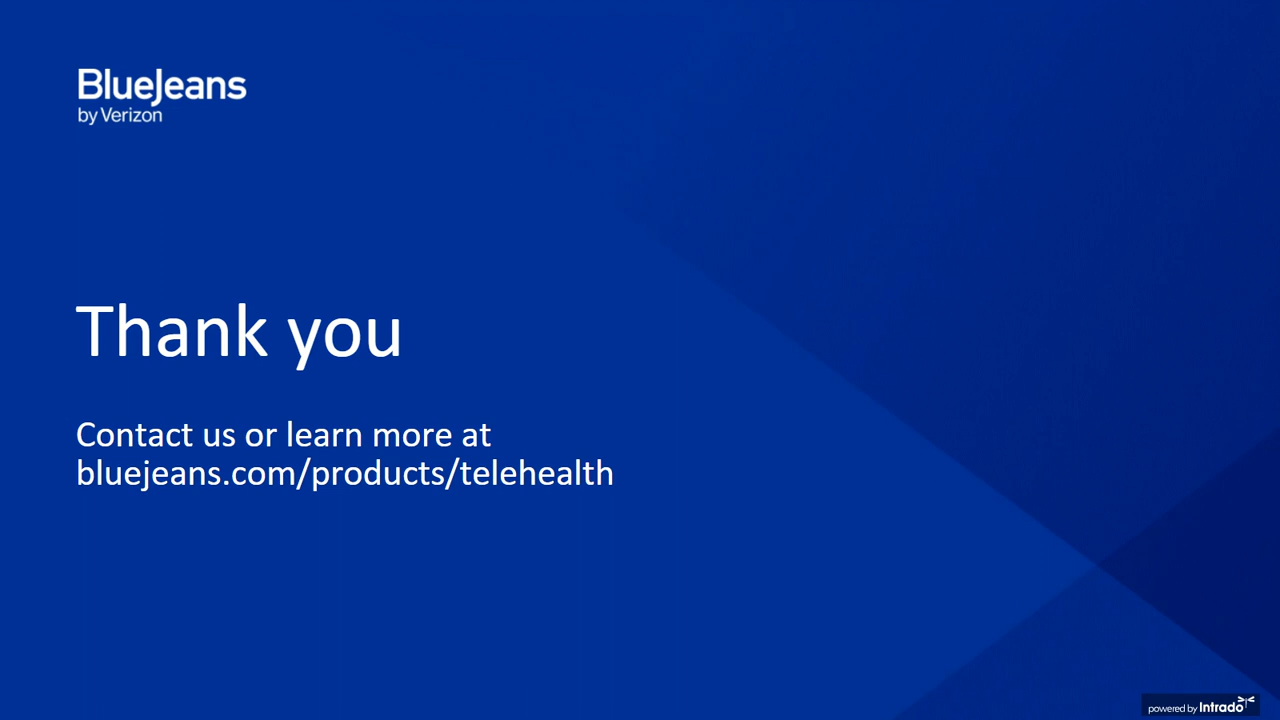 BlueJeans
by Verizon
Thank you
Contact us or learn more at
bluejeans.com/products/telehealth
powered by Intrado